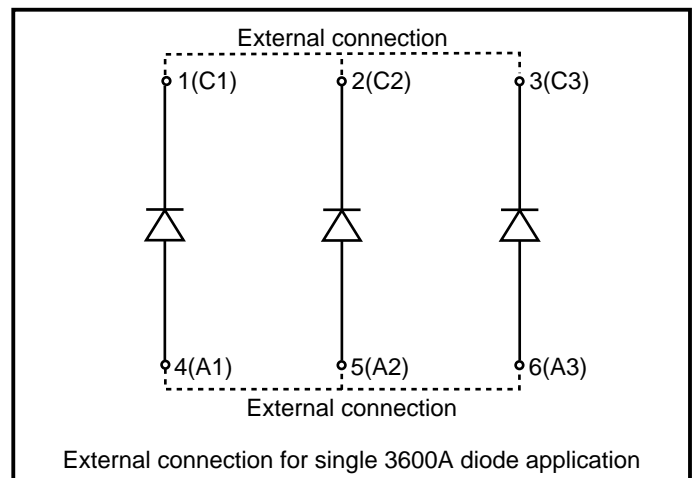 External connection
1(C1) 2(C2) 3(C3)
4(A1) 5(A2) 6(A3)
External connection
External connection for single 3600A diode application